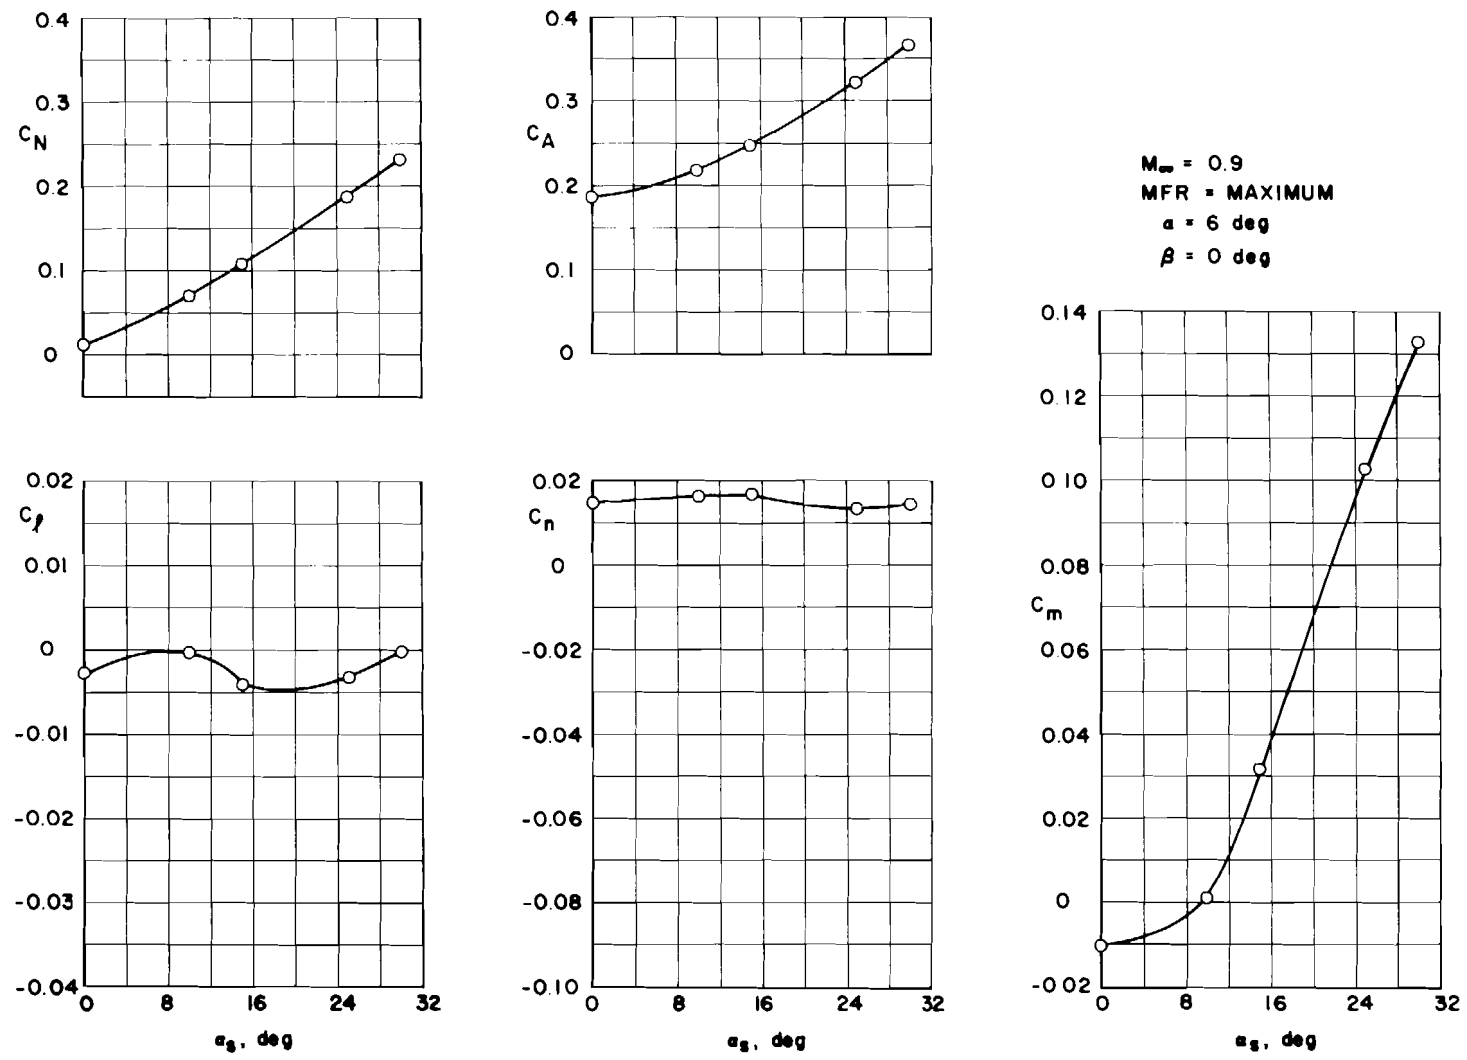 0.4
0.3
C_N
0.2
0.1
0
0.4
0.3
C_A
0.2
0.1
0
M∞ = 0.9
MFR = MAXIMUM
α = 6 deg
β = 0 deg
0.02
C_ℓ
0.01
0
-0.01
-0.02
-0.03
-0.04
0 8 16 24 32
αs, deg
0.02
C_n
0
-0.02
-0.04
-0.06
-0.08
-0.10
0 8 16 24 32
αs, deg
0.14
0.12
0.10
0.08
C_m
0.06
0.04
0.02
0
-0.02
0 8 16 24 32
αs, deg